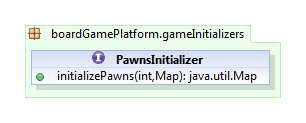 boardGamePlatform.gameInitializers
I
PawnsInitializer
initializePawns(int,Map): java.util.Map